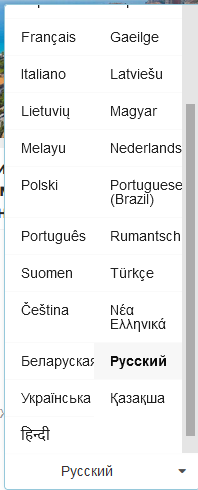 Français Gaeilge
Italiano Latviešu
Lietuvių Magyar
Melayu Nederlands
Polski Portuguese
(Brazil)
Português Rumantsch
Suomen Türkçe
Čeština Νέα
Ελληνικά
Беларуская Русский
Українська Қазақша
हिन्दी
Русский